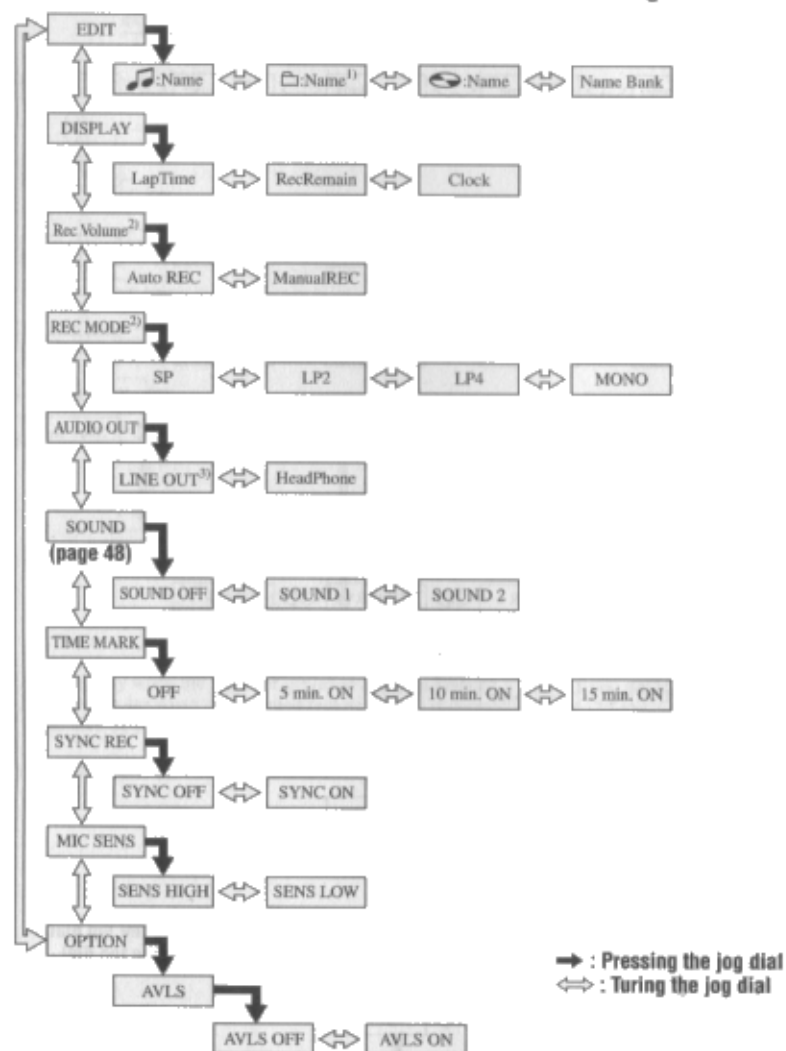 EDIT
:Name :Name1) :Name Name Bank
DISPLAY
LapTime RecRemain Clock
Rec Volume2)
Auto REC ManualREC
REC MODE2)
SP LP2 LP4 MONO
AUDIO OUT
LINE OUT3) HeadPhone
SOUND
(page 48)
SOUND OFF SOUND 1 SOUND 2
TIME MARK
OFF 5 min. ON 10 min. ON 15 min. ON
SYNC REC
SYNC OFF SYNC ON
MIC SENS
SENS HIGH SENS LOW
OPTION
: Pressing the jog dial
: Turing the jog dial
AVLS
AVLS OFF AVLS ON